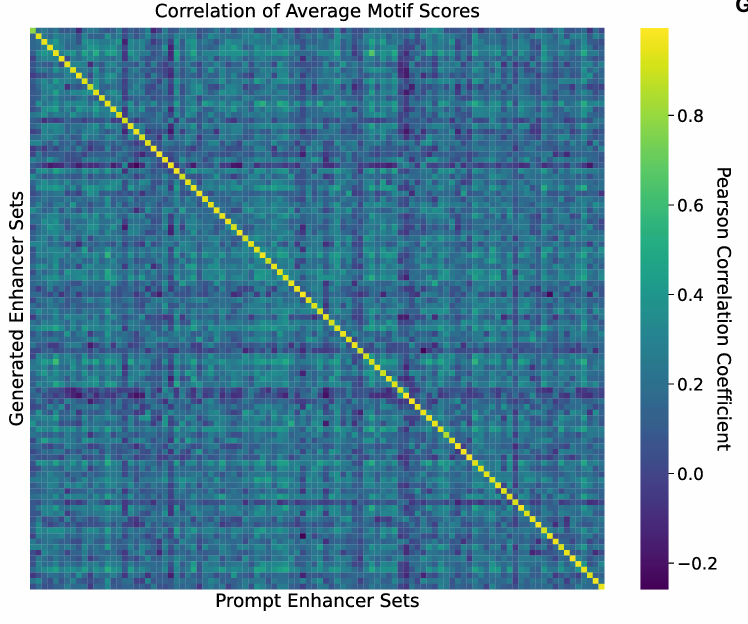 G
Correlation of Average Motif Scores
Generated Enhancer Sets
Prompt Enhancer Sets
0.8
0.6
0.4
0.2
0.0
−0.2
Pearson Correlation Coefficient